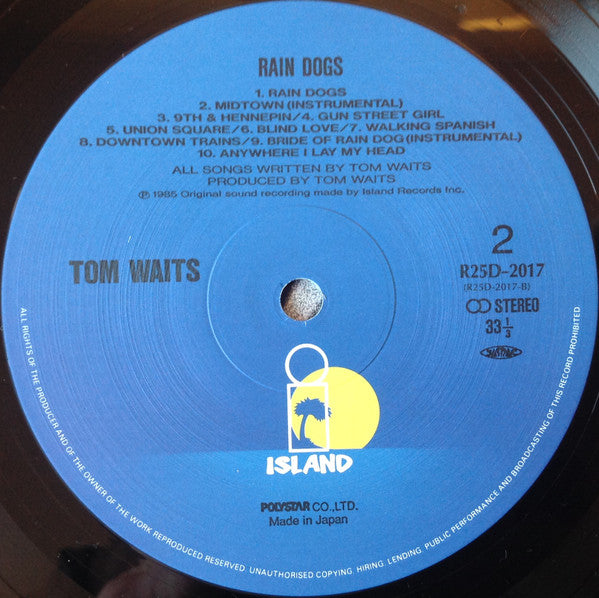 RAIN DOGS
1. RAIN DOGS
2. MIDTOWN (INSTRUMENTAL)
3. 9TH & HENNEPIN/4. GUN STREET GIRL
5. UNION SQUARE/6. BLIND LOVE/7. WALKING SPANISH
8. DOWNTOWN TRAINS/9. BRIDE OF RAIN DOG (INSTRUMENTAL)
10. ANYWHERE I LAY MY HEAD
ALL SONGS WRITTEN BY TOM WAITS
PRODUCED BY TOM WAITS
℗ 1985 Original sound recording made by Island Records Inc.
TOM WAITS
2
R25D-2017
(R25D-2017-B)
STEREO
33 1/3
ISLAND
POLYSTAR CO., LTD.
Made in Japan
ALL RIGHTS OF THE PRODUCER AND OF THE OWNER OF THE WORK REPRODUCED RESERVED. UNAUTHORISED COPYING. HIRING. LENDING. PUBLIC PERFORMANCE AND BROADCASTING OF THIS RECORD PROHIBITED